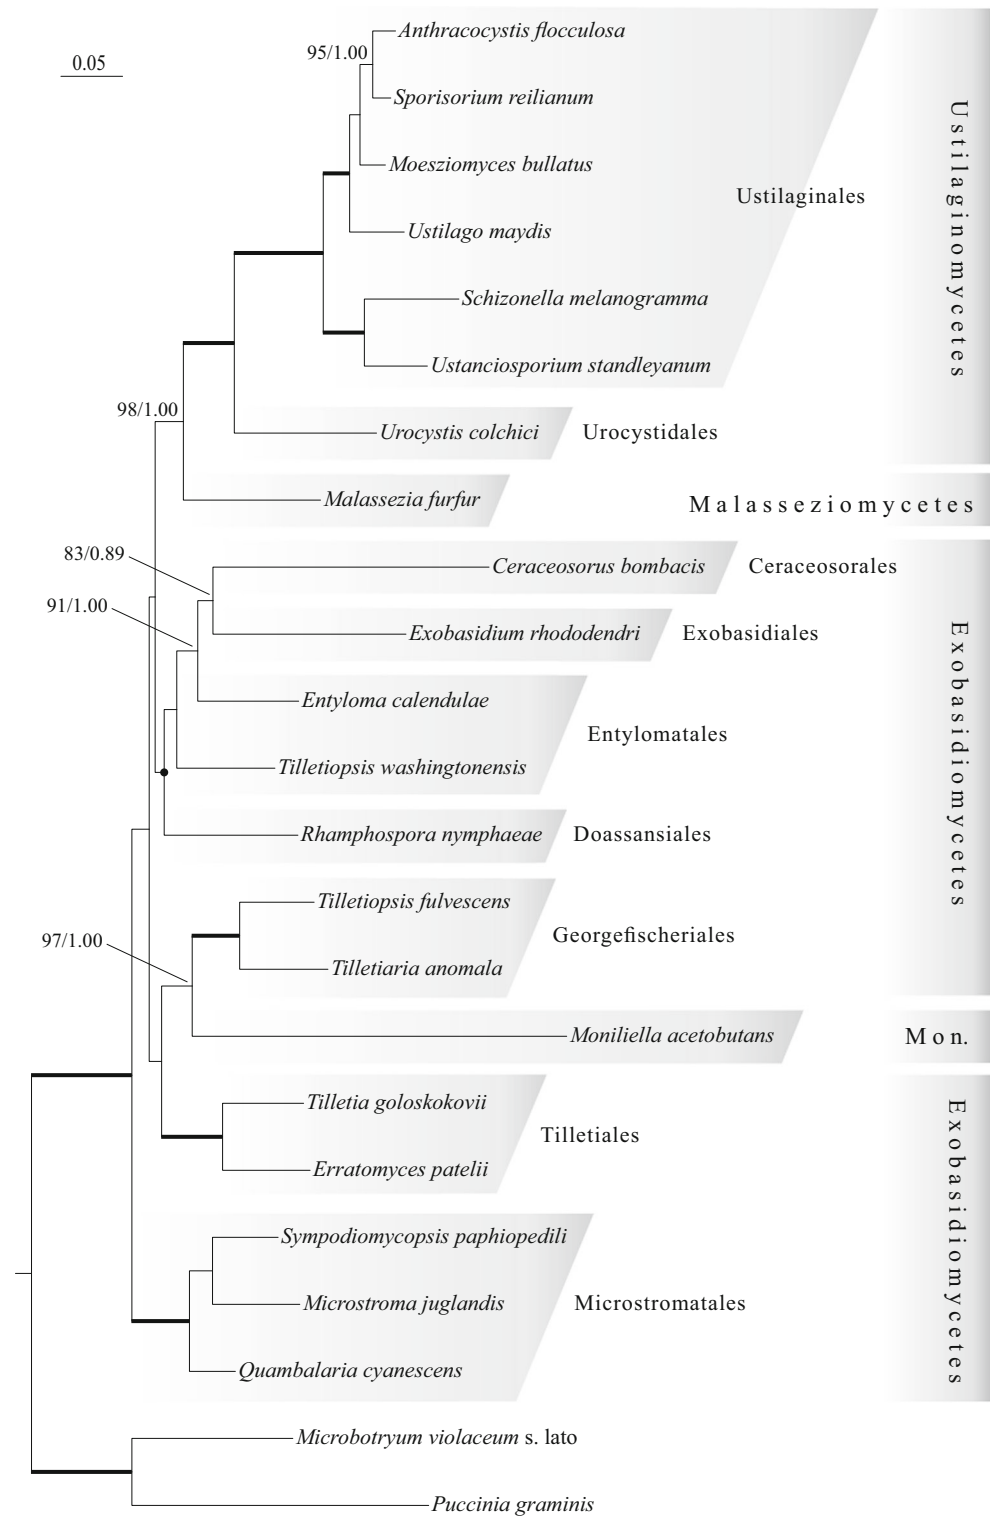 0.05
95/1.00
Anthracocystis flocculosa
Sporisorium reilianum
Moesziomyces bullatus
Ustilaginales
Ustilago maydis
Schizonella melanogramma
Ustanciosporium standleyanum
Ustilaginomycetes
98/1.00
Urocystis colchici
Urocystidales
Malassezia furfur
Malasseziomycetes
83/0.89
Ceraceosorus bombacis
Ceraceosorales
91/1.00
Exobasidium rhododendri
Exobasidiales
Entyloma calendulae
Entylomatales
Tilletiopsis washingtonensis
Exobasidiomycetes
Rhamphospora nymphaeae
Doassansiales
Tilletiopsis fulvescens
97/1.00
Georgefischeriales
Tilletiaria anomala
Moniliella acetobutans
Mon.
Tilletia goloskokovii
Tilletiales
Erratomyces patelii
Exobasidiomycetes
Sympodiomycopsis paphiopedili
Microstroma juglandis
Microstromatales
Quambalaria cyanescens
Microbotryum violaceum s. lato
Puccinia graminis